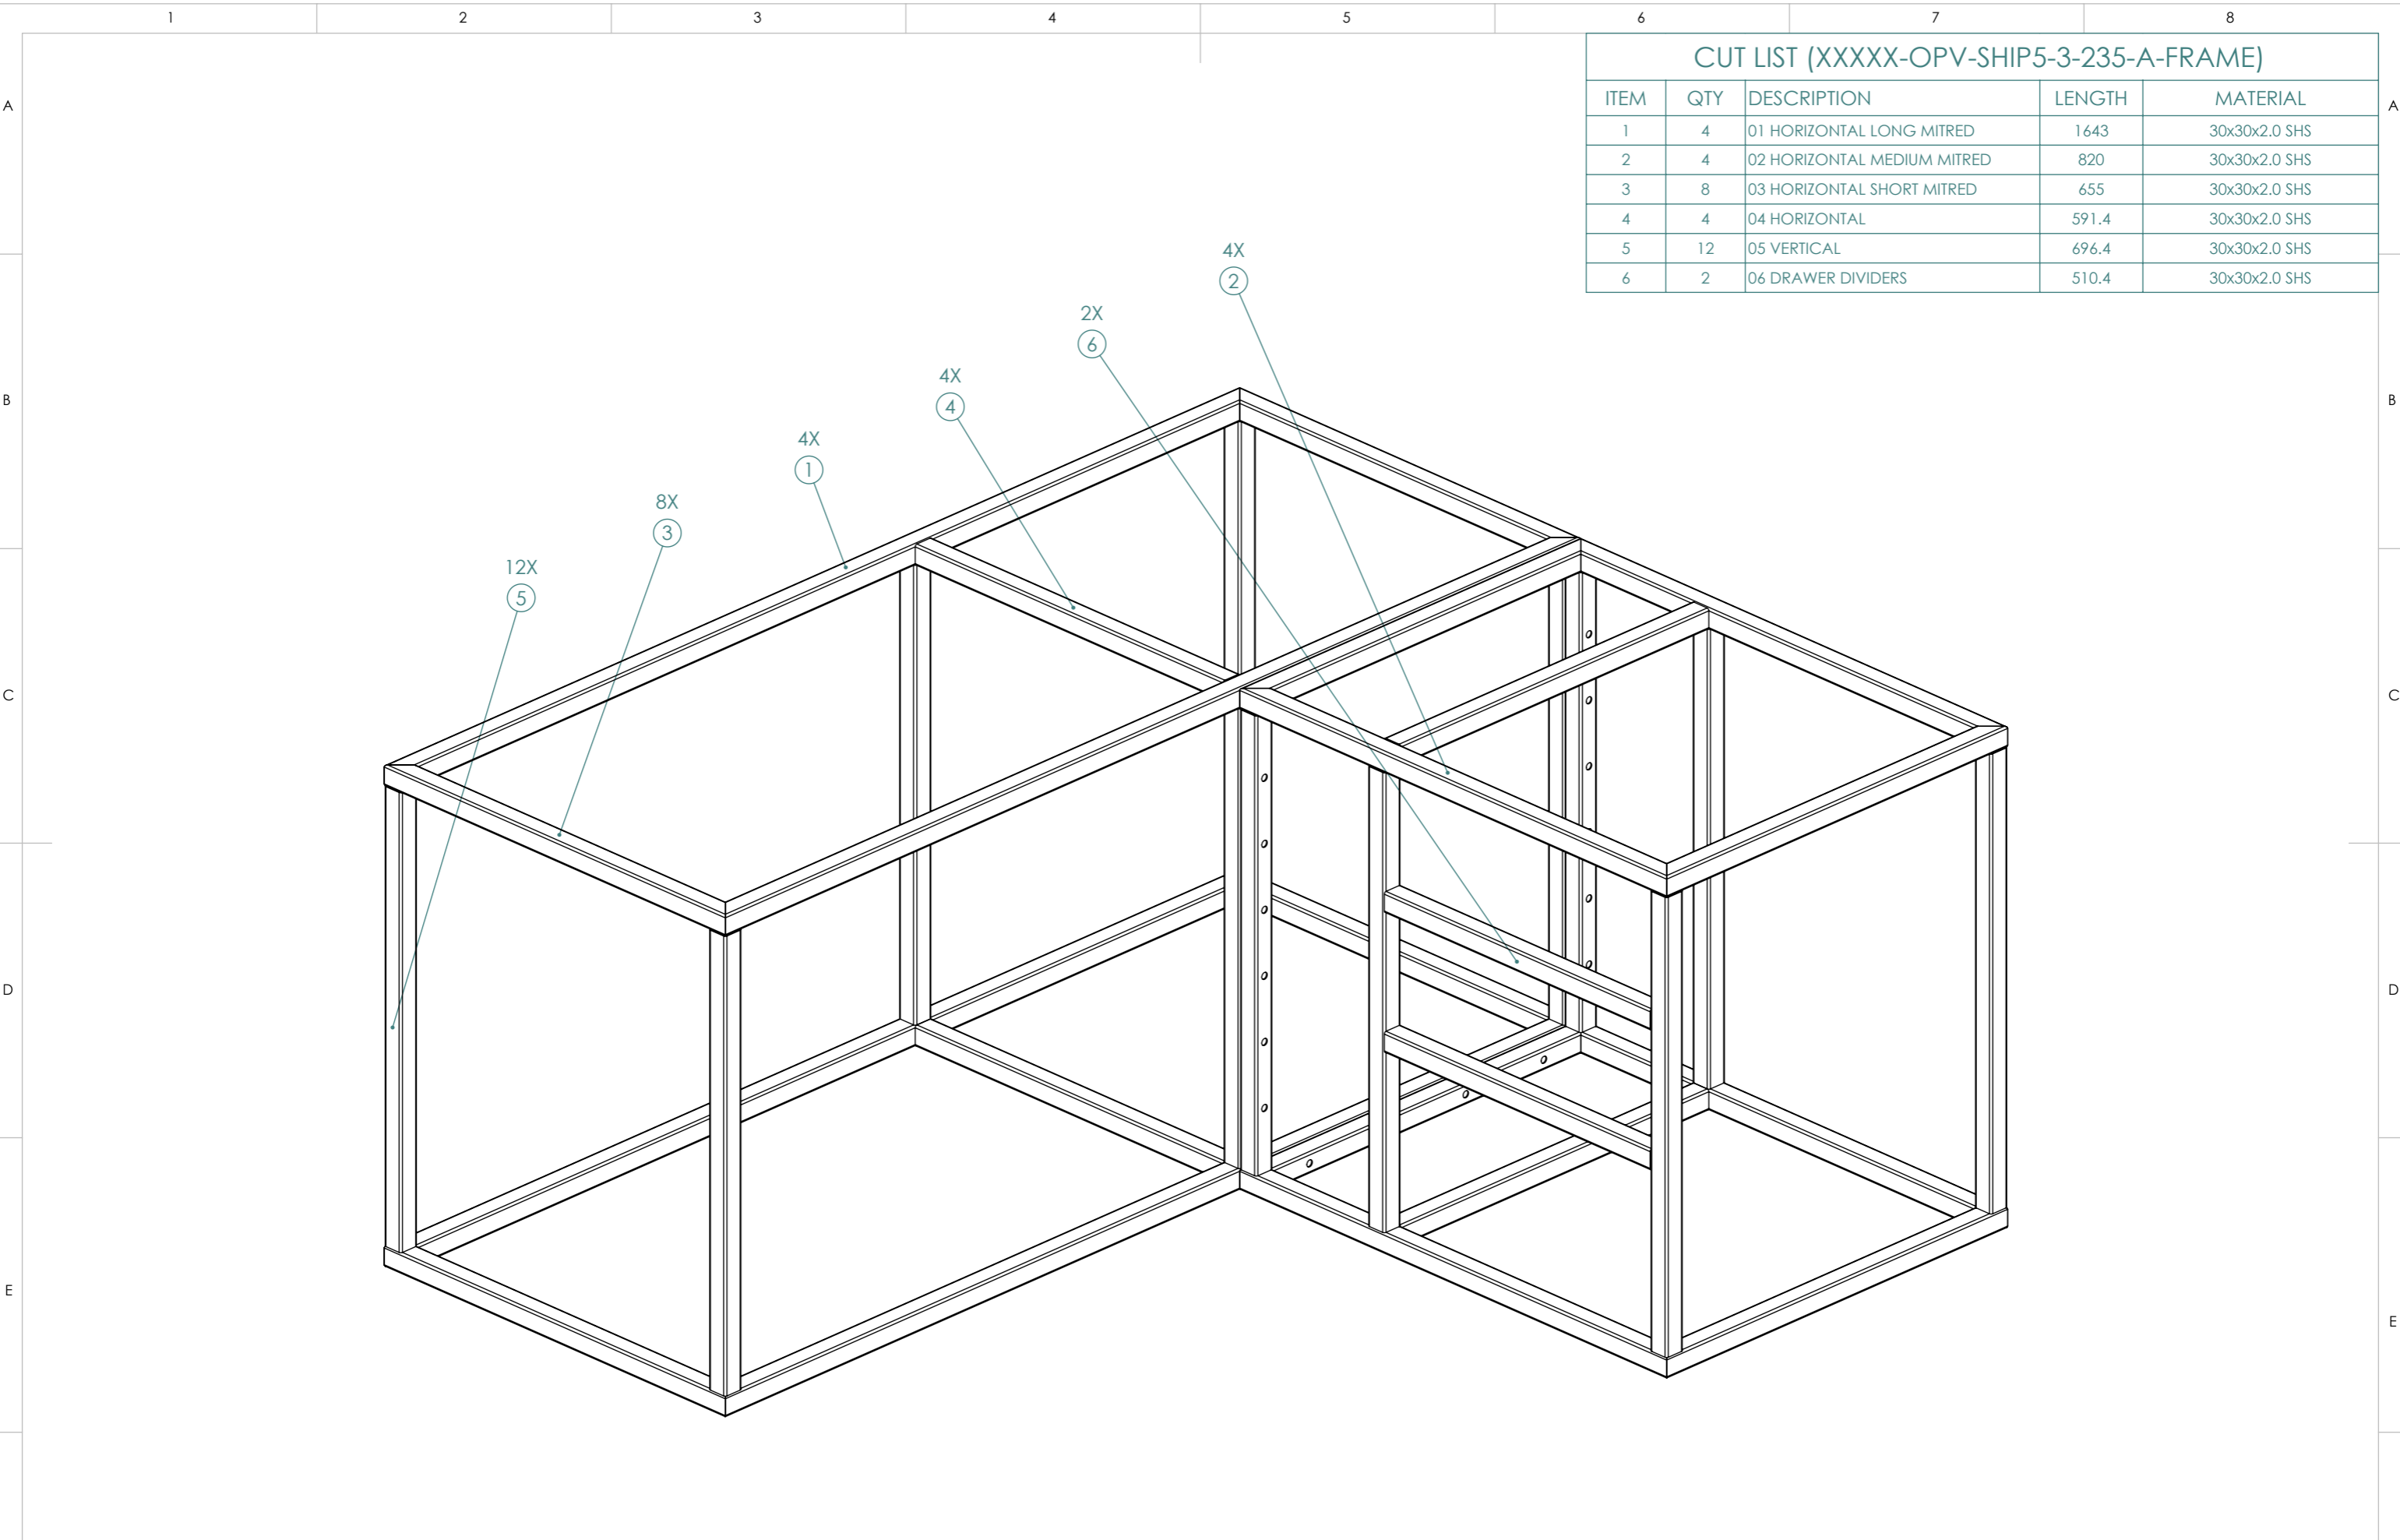 1 2 3 4 5 6 7 8
CUT LIST (XXXXX-OPV-SHIP5-3-235-A-FRAME)
ITEM QTY DESCRIPTION LENGTH MATERIAL
1 4 01 HORIZONTAL LONG MITRED 1643 30x30x2.0 SHS
2 4 02 HORIZONTAL MEDIUM MITRED 820 30x30x2.0 SHS
3 8 03 HORIZONTAL SHORT MITRED 655 30x30x2.0 SHS
4 4 04 HORIZONTAL 591.4 30x30x2.0 SHS
5 12 05 VERTICAL 696.4 30x30x2.0 SHS
6 2 06 DRAWER DIVIDERS 510.4 30x30x2.0 SHS
A A
4X
2
2X
6
4X
4
B B
4X
1
8X
3
12X
5
C C
D D
E E